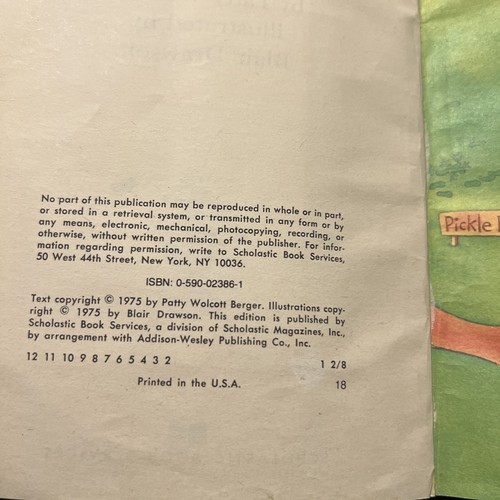 No part of this publication may be reproduced in whole or in part,
or stored in a retrieval system, or transmitted in any form or by
any means, electronic, mechanical, photocopying, recording, or
otherwise, without written permission of the publisher. For infor-
mation regarding permission, write to Scholastic Book Services,
50 West 44th Street, New York, NY 10036.
ISBN: 0-590-02386-1
Text copyright © 1975 by Patty Wolcott Berger. Illustrations copy-
right © 1975 by Blair Drawson. This edition is published by
Scholastic Book Services, a division of Scholastic Magazines, Inc.,
by arrangement with Addison-Wesley Publishing Co., Inc.
12 11 10 9 8 7 6 5 4 3 2 1 2/8
Printed in the U.S.A. 18
Pickle